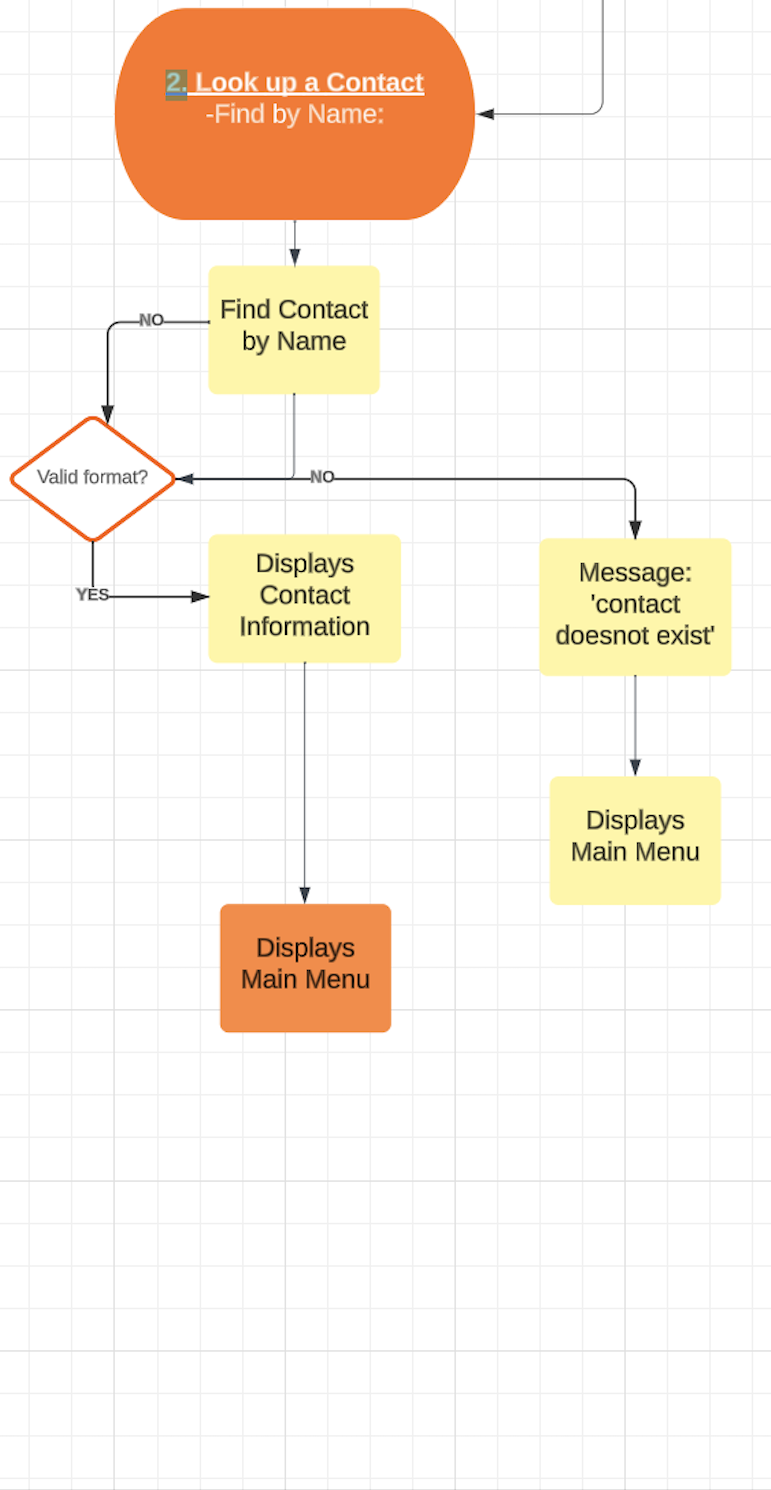 2. Look up a Contact
-Find by Name:
Find Contact
by Name
NO
Valid format?
NO
YES
Displays
Contact
Information
Message:
'contact
doesnot exist'
Displays
Main Menu
Displays
Main Menu